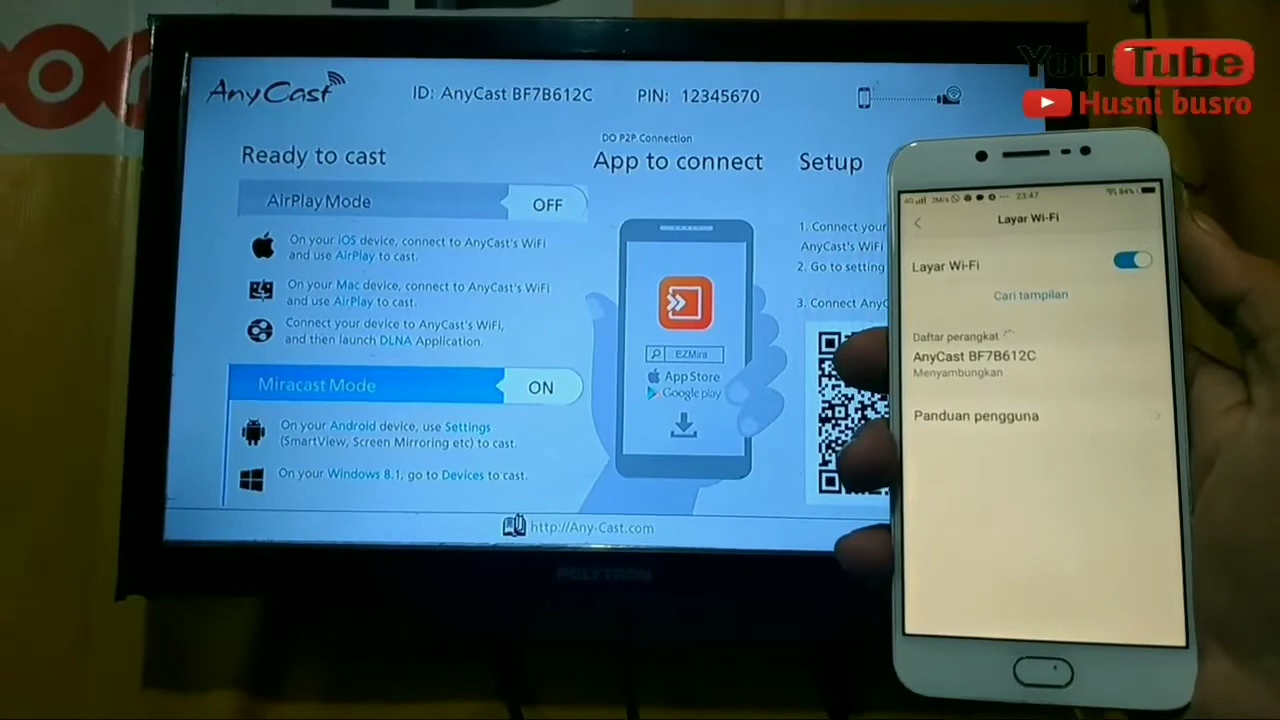 YouTube
Husni busro
AnyCast
ID: AnyCast BF7B612C
PIN: 12345670
Ready to cast
AirPlay Mode
OFF
On your iOS device, connect to AnyCast's WiFi
and use AirPlay to cast.
On your Mac device, connect to AnyCast's WiFi
and use AirPlay to cast.
Connect your device to AnyCast's WiFi,
and then launch DLNA Application.
Miracast Mode
ON
On your Android device, use Settings
(SmartView, Screen Mirroring etc) to cast.
On your Windows 8.1, go to Devices to cast.
DO P2P Connection
App to connect
EZMira
App Store
Google play
Setup
1. Connect your
AnyCast's WiFi
2. Go to setting
3. Connect
http://Any-Cast.com
POLYTRON
23.47
84%
Layar Wi-Fi
Layar Wi-Fi
Cari tampilan
Daftar perangkat
AnyCast BF7B612C
Menyambungkan
Panduan pengguna